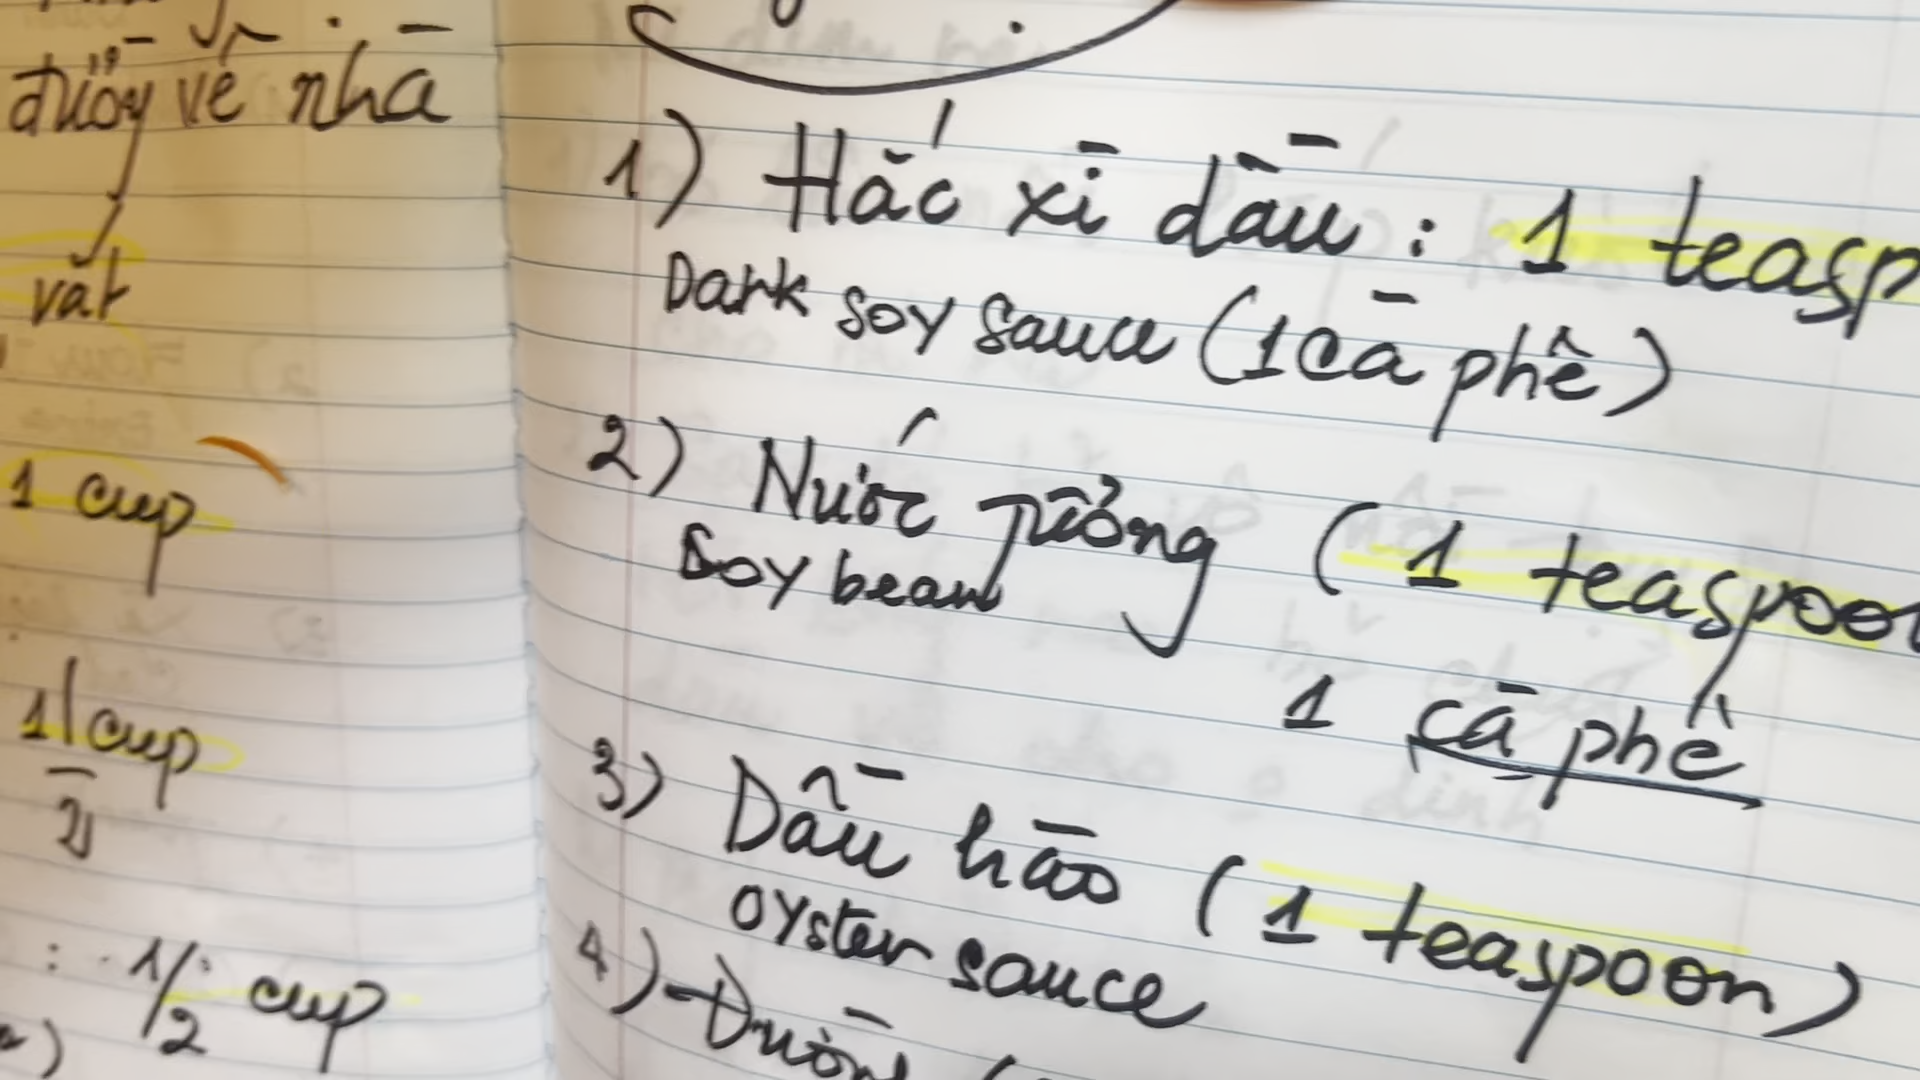 về nhà
vắt
1 cup
1 cup
2
: 1/2 cup
1) Hắc xì dầu : 1 teasp
Dark soy sauce (1 cà phê)
2) Nước tương (1 teaspoon
Soy bean
1 cà phê
3) Dầu hào (1 teaspoon)
oyster sauce
4) Đường (